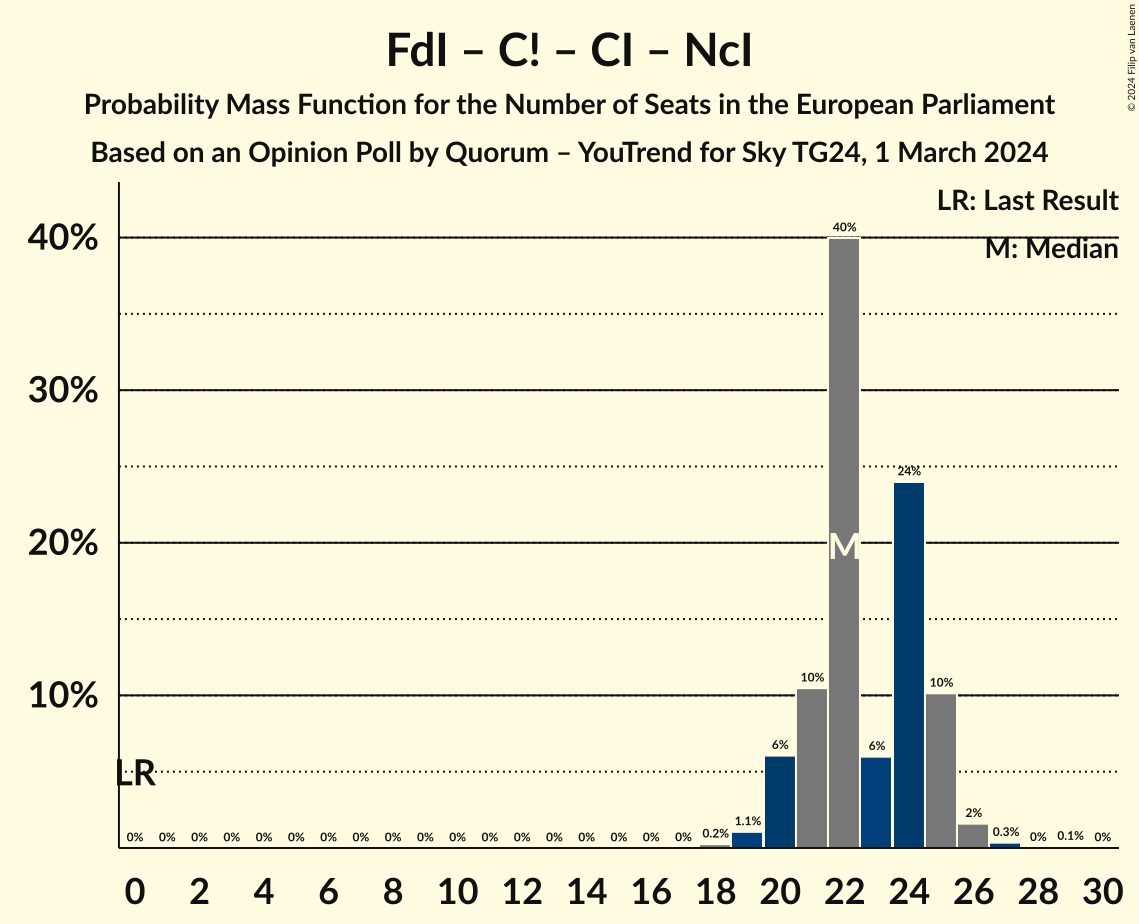 FdI – C! – CI – NcI
Probability Mass Function for the Number of Seats in the European Parliament
Based on an Opinion Poll by Quorum – YouTrend for Sky TG24, 1 March 2024
© 2024 Filip van Laenen
LR: Last Result
M: Median
40%
30%
20%
10%
LR
M
0% 0% 0% 0% 0% 0% 0% 0% 0% 0% 0% 0% 0% 0% 0% 0% 0% 0% 0.2% 1.1% 6% 10% 40% 6% 24% 10% 2% 0.3% 0% 0.1% 0%
0 2 4 6 8 10 12 14 16 18 20 22 24 26 28 30